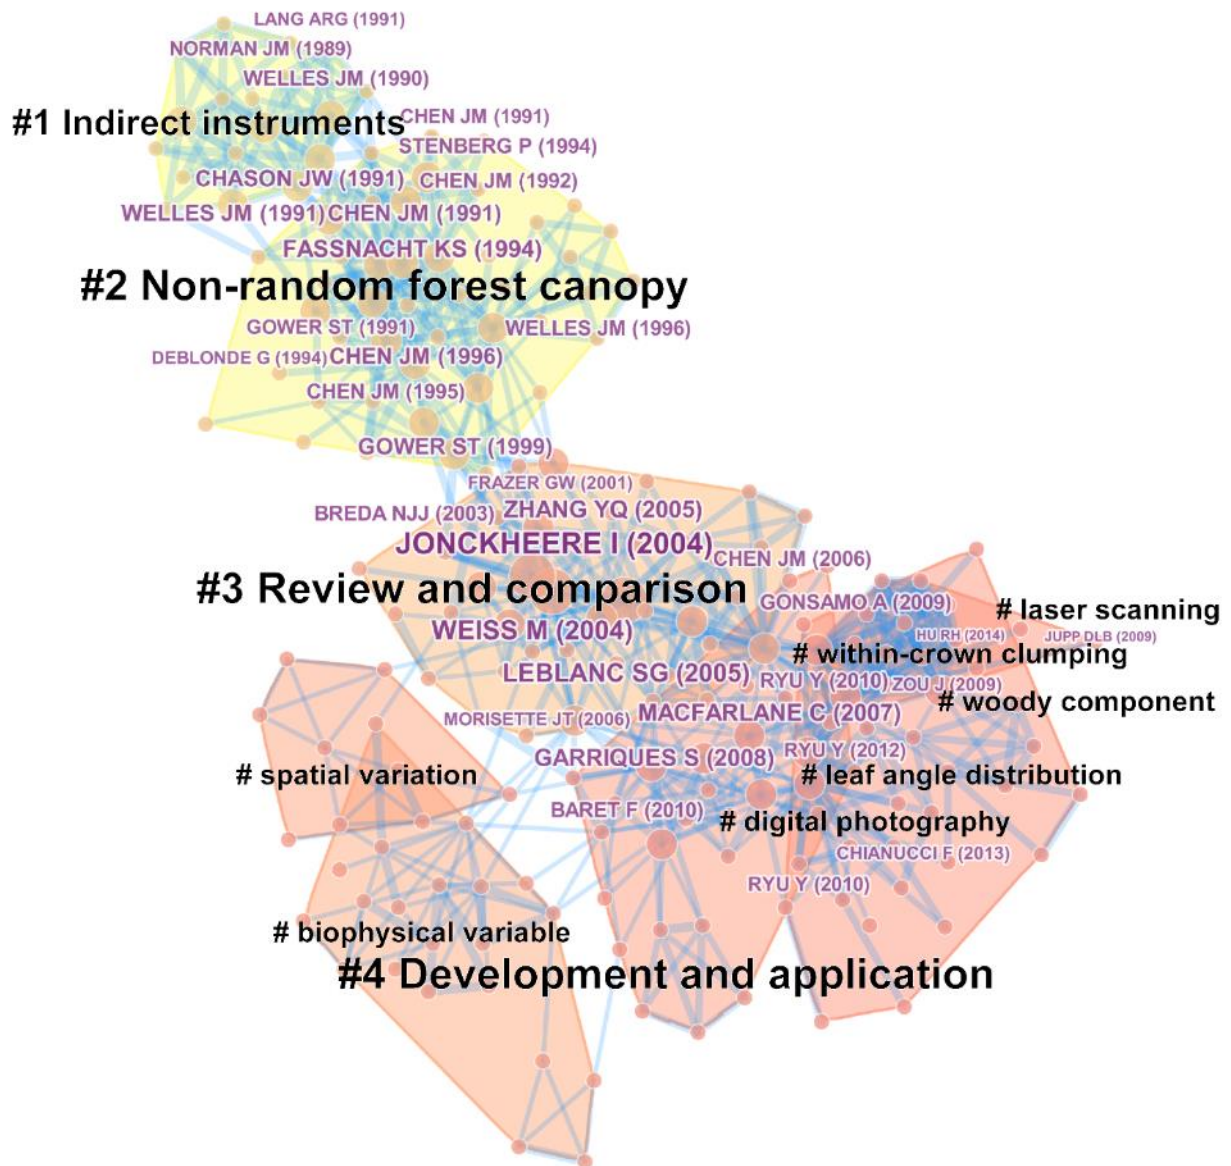 LANG ARG (1991)
NORMAN JM (1989)
WELLES JM (1990)
#1 Indirect instruments
CHEN JM (1991)
STENBERG P (1994)
CHASON JW (1991)
CHEN JM (1992)
WELLES JM (1991)
CHEN JM (1991)
FASSNACHT KS (1994)
#2 Non-random forest canopy
GOWER ST (1991)
WELLES JM (1996)
DEBLONDE G (1994)
CHEN JM (1996)
CHEN JM (1995)
GOWER ST (1999)
FRAZER GW (2001)
BREDA NJJ (2003)
ZHANG YQ (2005)
JONCKHEERE I (2004)
CHEN JM (2006)
#3 Review and comparison
GONSAMO A (2009)
# laser scanning
WEISS M (2004)
HU RH (2014)
JUPP DLB (2009)
# within-crown clumping
LEBLANC SG (2005)
RYU Y (2010)
ZOU J (2009)
# woody component
MORISETTE JT (2006)
MACFARLANE C (2007)
GARRIQUES S (2008)
RYU Y (2012)
# spatial variation
# leaf angle distribution
BARET F (2010)
# digital photography
CHIANUCCI F (2013)
RYU Y (2010)
# biophysical variable
#4 Development and application